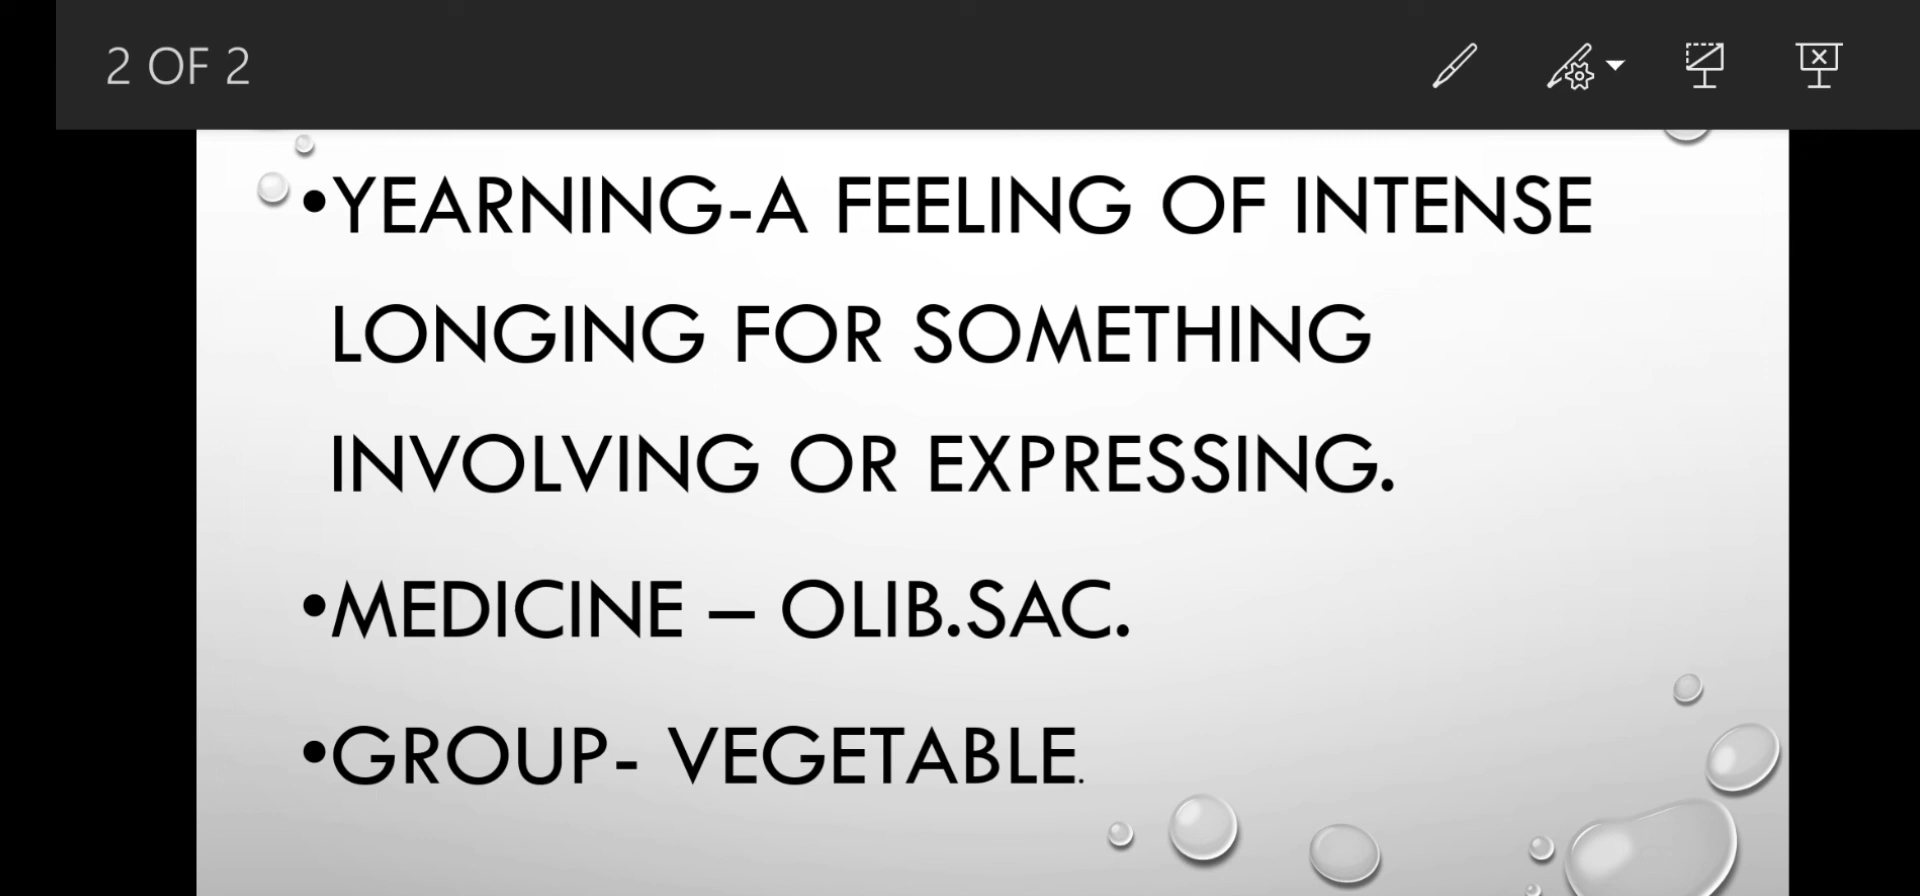 2 OF 2
•YEARNING-A FEELING OF INTENSE
LONGING FOR SOMETHING
INVOLVING OR EXPRESSING.
•MEDICINE – OLIB.SAC.
•GROUP- VEGETABLE.